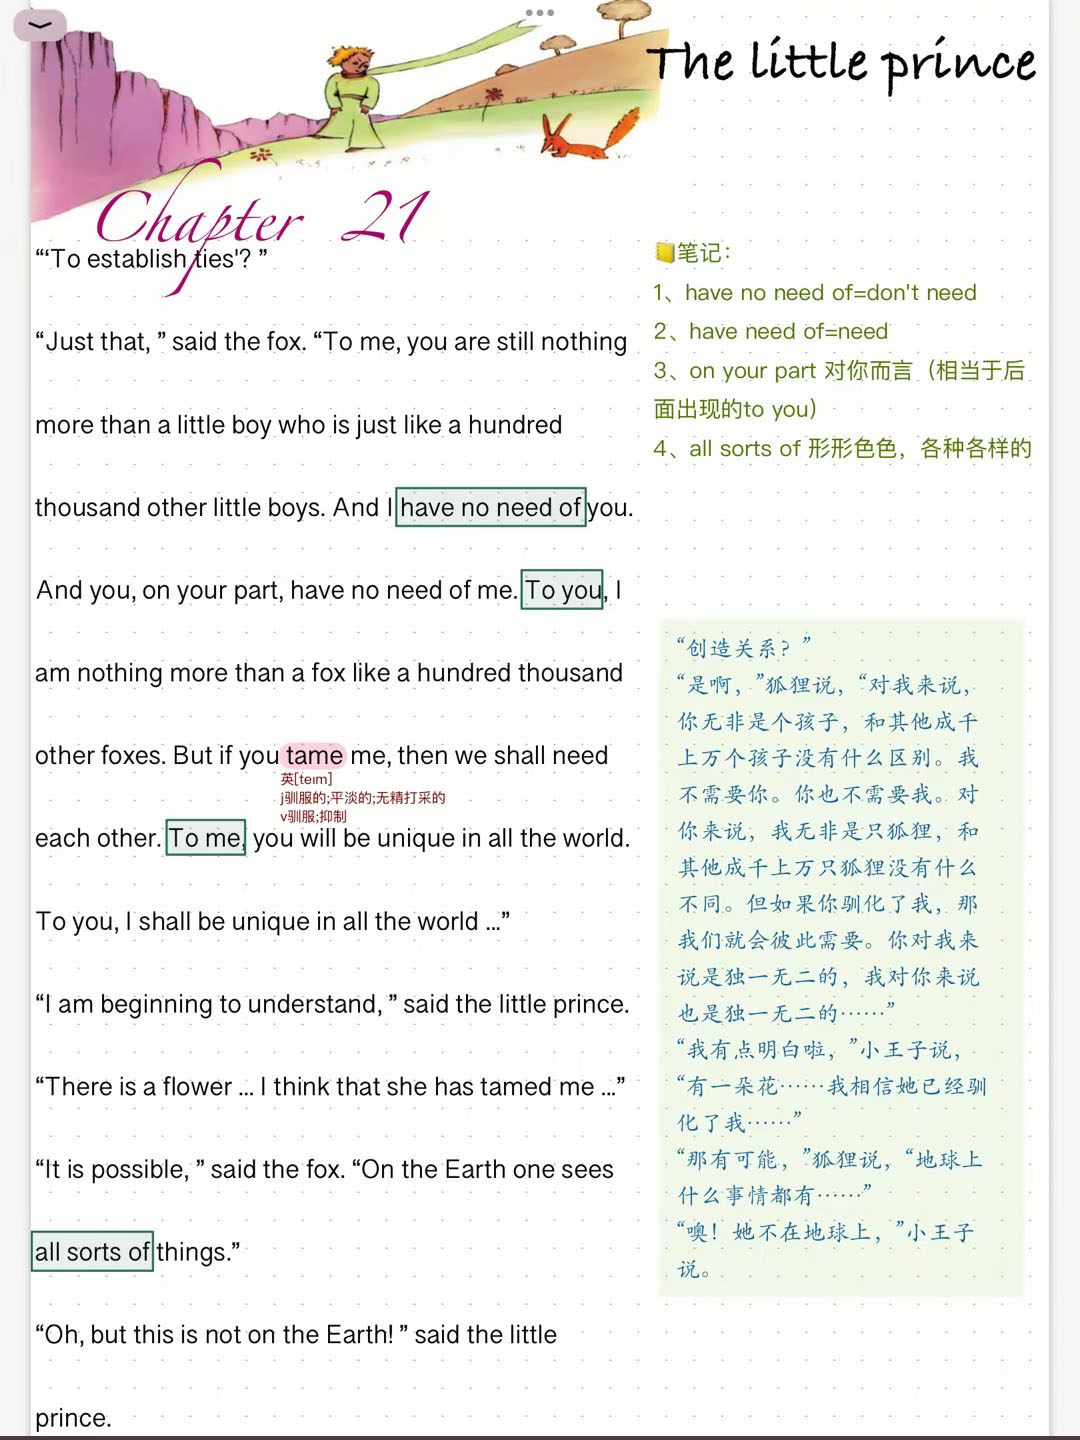 The little prince
Chapter 21
“‘To establish ties'? ”
“Just that, ” said the fox. “To me, you are still nothing
more than a little boy who is just like a hundred
thousand other little boys. And I have no need of you.
And you, on your part, have no need of me. To you, I
am nothing more than a fox like a hundred thousand
other foxes. But if you tame me, then we shall need
英[teɪm]
j驯服的;平淡的;无精打采的
v驯服;抑制
each other. To me, you will be unique in all the world.
To you, I shall be unique in all the world ...”
“I am beginning to understand, ” said the little prince.
“There is a flower ... I think that she has tamed me ...”
“It is possible, ” said the fox. “On the Earth one sees
all sorts of things.”
“Oh, but this is not on the Earth! ” said the little
prince.
笔记：
1、have no need of=don't need
2、have need of=need
3、on your part 对你而言（相当于后
面出现的to you）
4、all sorts of 形形色色，各种各样的
“创造关系？”
“是啊，”狐狸说，“对我来说，
你无非是个孩子，和其他成千
上万个孩子没有什么区别。我
不需要你。你也不需要我。对
你来说，我无非是只狐狸，和
其他成千上万只狐狸没有什么
不同。但如果你驯化了我，那
我们就会彼此需要。你对我来
说是独一无二的，我对你来说
也是独一无二的……”
“我有点明白啦，”小王子说，
“有一朵花……我相信她已经驯
化了我……”
“那有可能，”狐狸说，“地球上
什么事情都有……”
“噢！她不在地球上，”小王子
说。